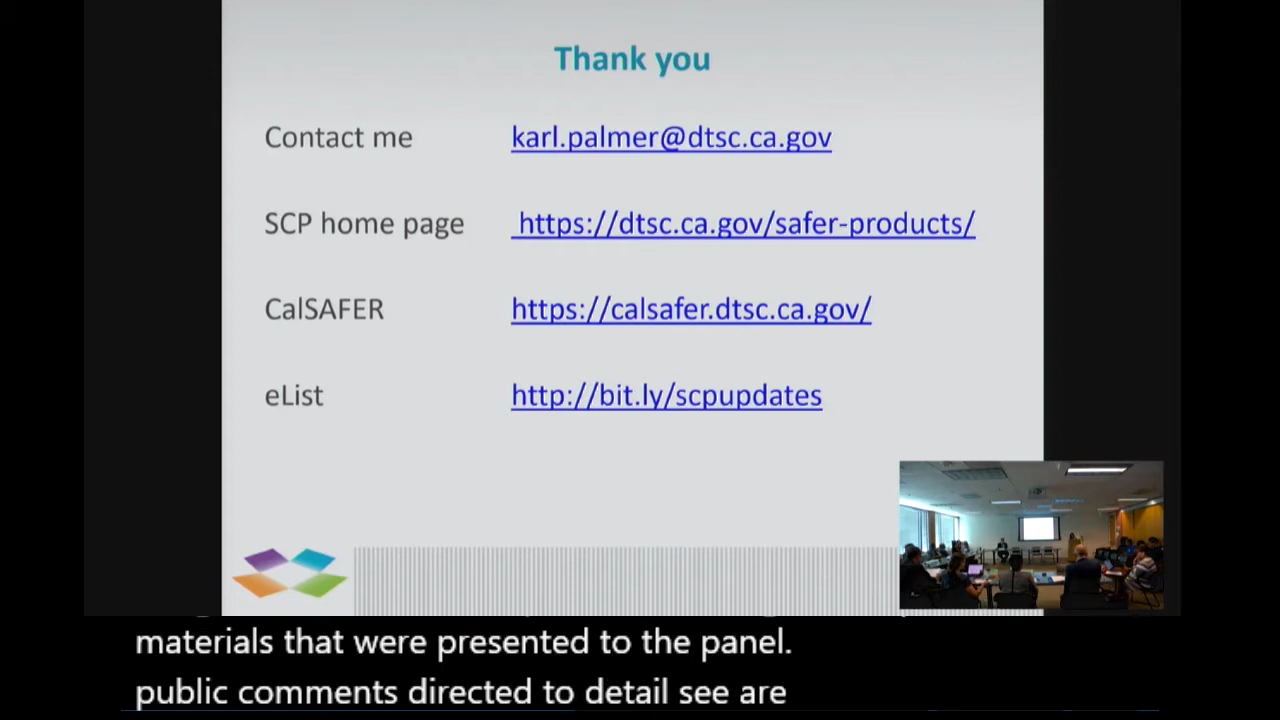 Thank you
Contact me karl.palmer@dtsc.ca.gov
SCP home page https://dtsc.ca.gov/safer-products/
CalSAFER https://calsafer.dtsc.ca.gov/
eList http://bit.ly/scpupdates
materials that were presented to the panel.
public comments directed to detail see are